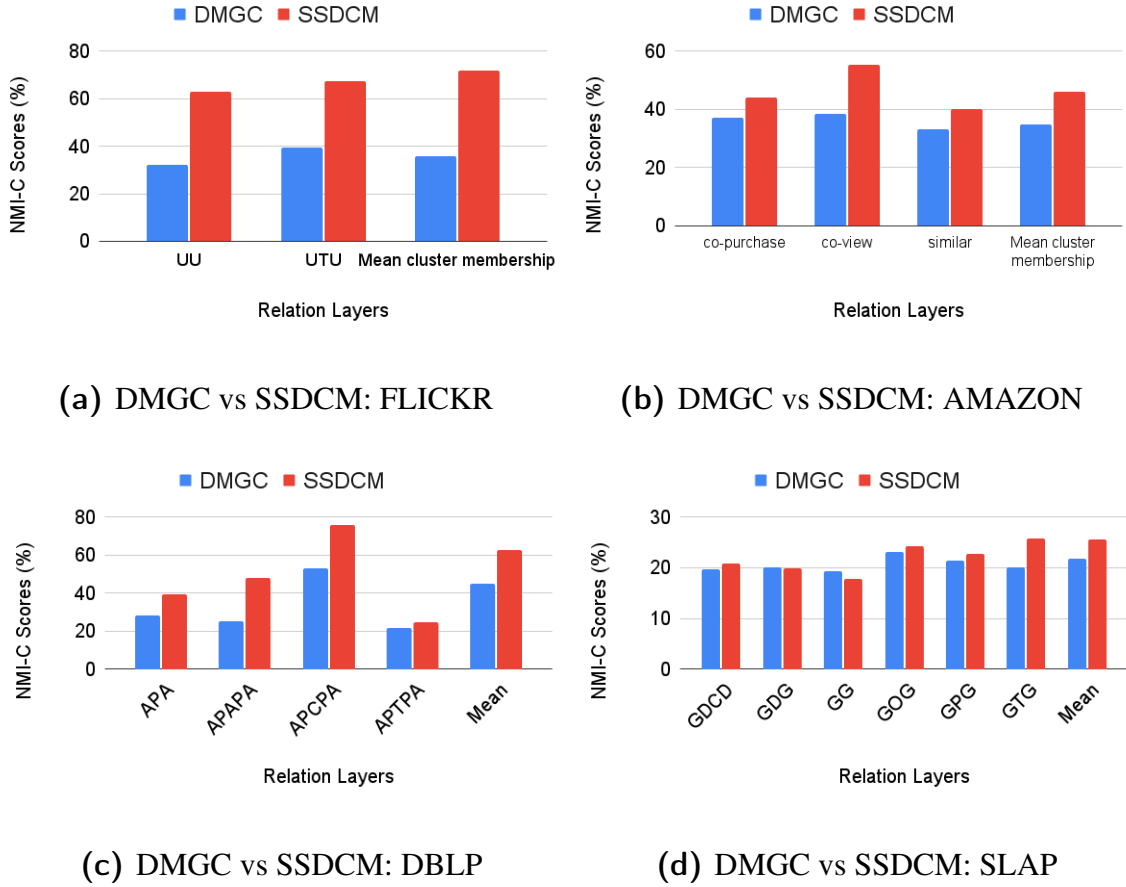 DMGC SSDCM
NMI-C Scores (%)
80
60
40
20
0
UU UTU Mean cluster membership
Relation Layers
(a) DMGC vs SSDCM: FLICKR
DMGC SSDCM
NMI-C Scores (%)
60
40
20
0
co-purchase co-view similar Mean cluster
membership
Relation Layers
(b) DMGC vs SSDCM: AMAZON
DMGC SSDCM
NMI-C Scores (%)
80
60
40
20
0
APA APAPA APCPA APTPA Mean
Relation Layers
(c) DMGC vs SSDCM: DBLP
DMGC SSDCM
NMI-C Scores (%)
30
20
10
0
GDCD GDG GG GOG GPG GTG Mean
Relation Layers
(d) DMGC vs SSDCM: SLAP